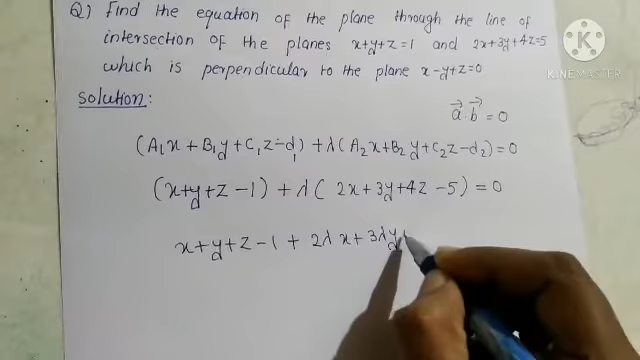 Q) Find the equation of the plane through the line of
intersection of the planes x+y+z=1 and 2x+3y+4z=5
which is perpendicular to the plane x-y+z=0
KINEMASTER
Solution:
a⃗.b⃗ = 0
(A₁x + B₁y + C₁z - d₁) + λ(A₂x + B₂y + C₂z - d₂) = 0
(x+y+z-1) + λ( 2x+3y+4z-5) = 0
x+y+z-1 + 2λx + 3λy